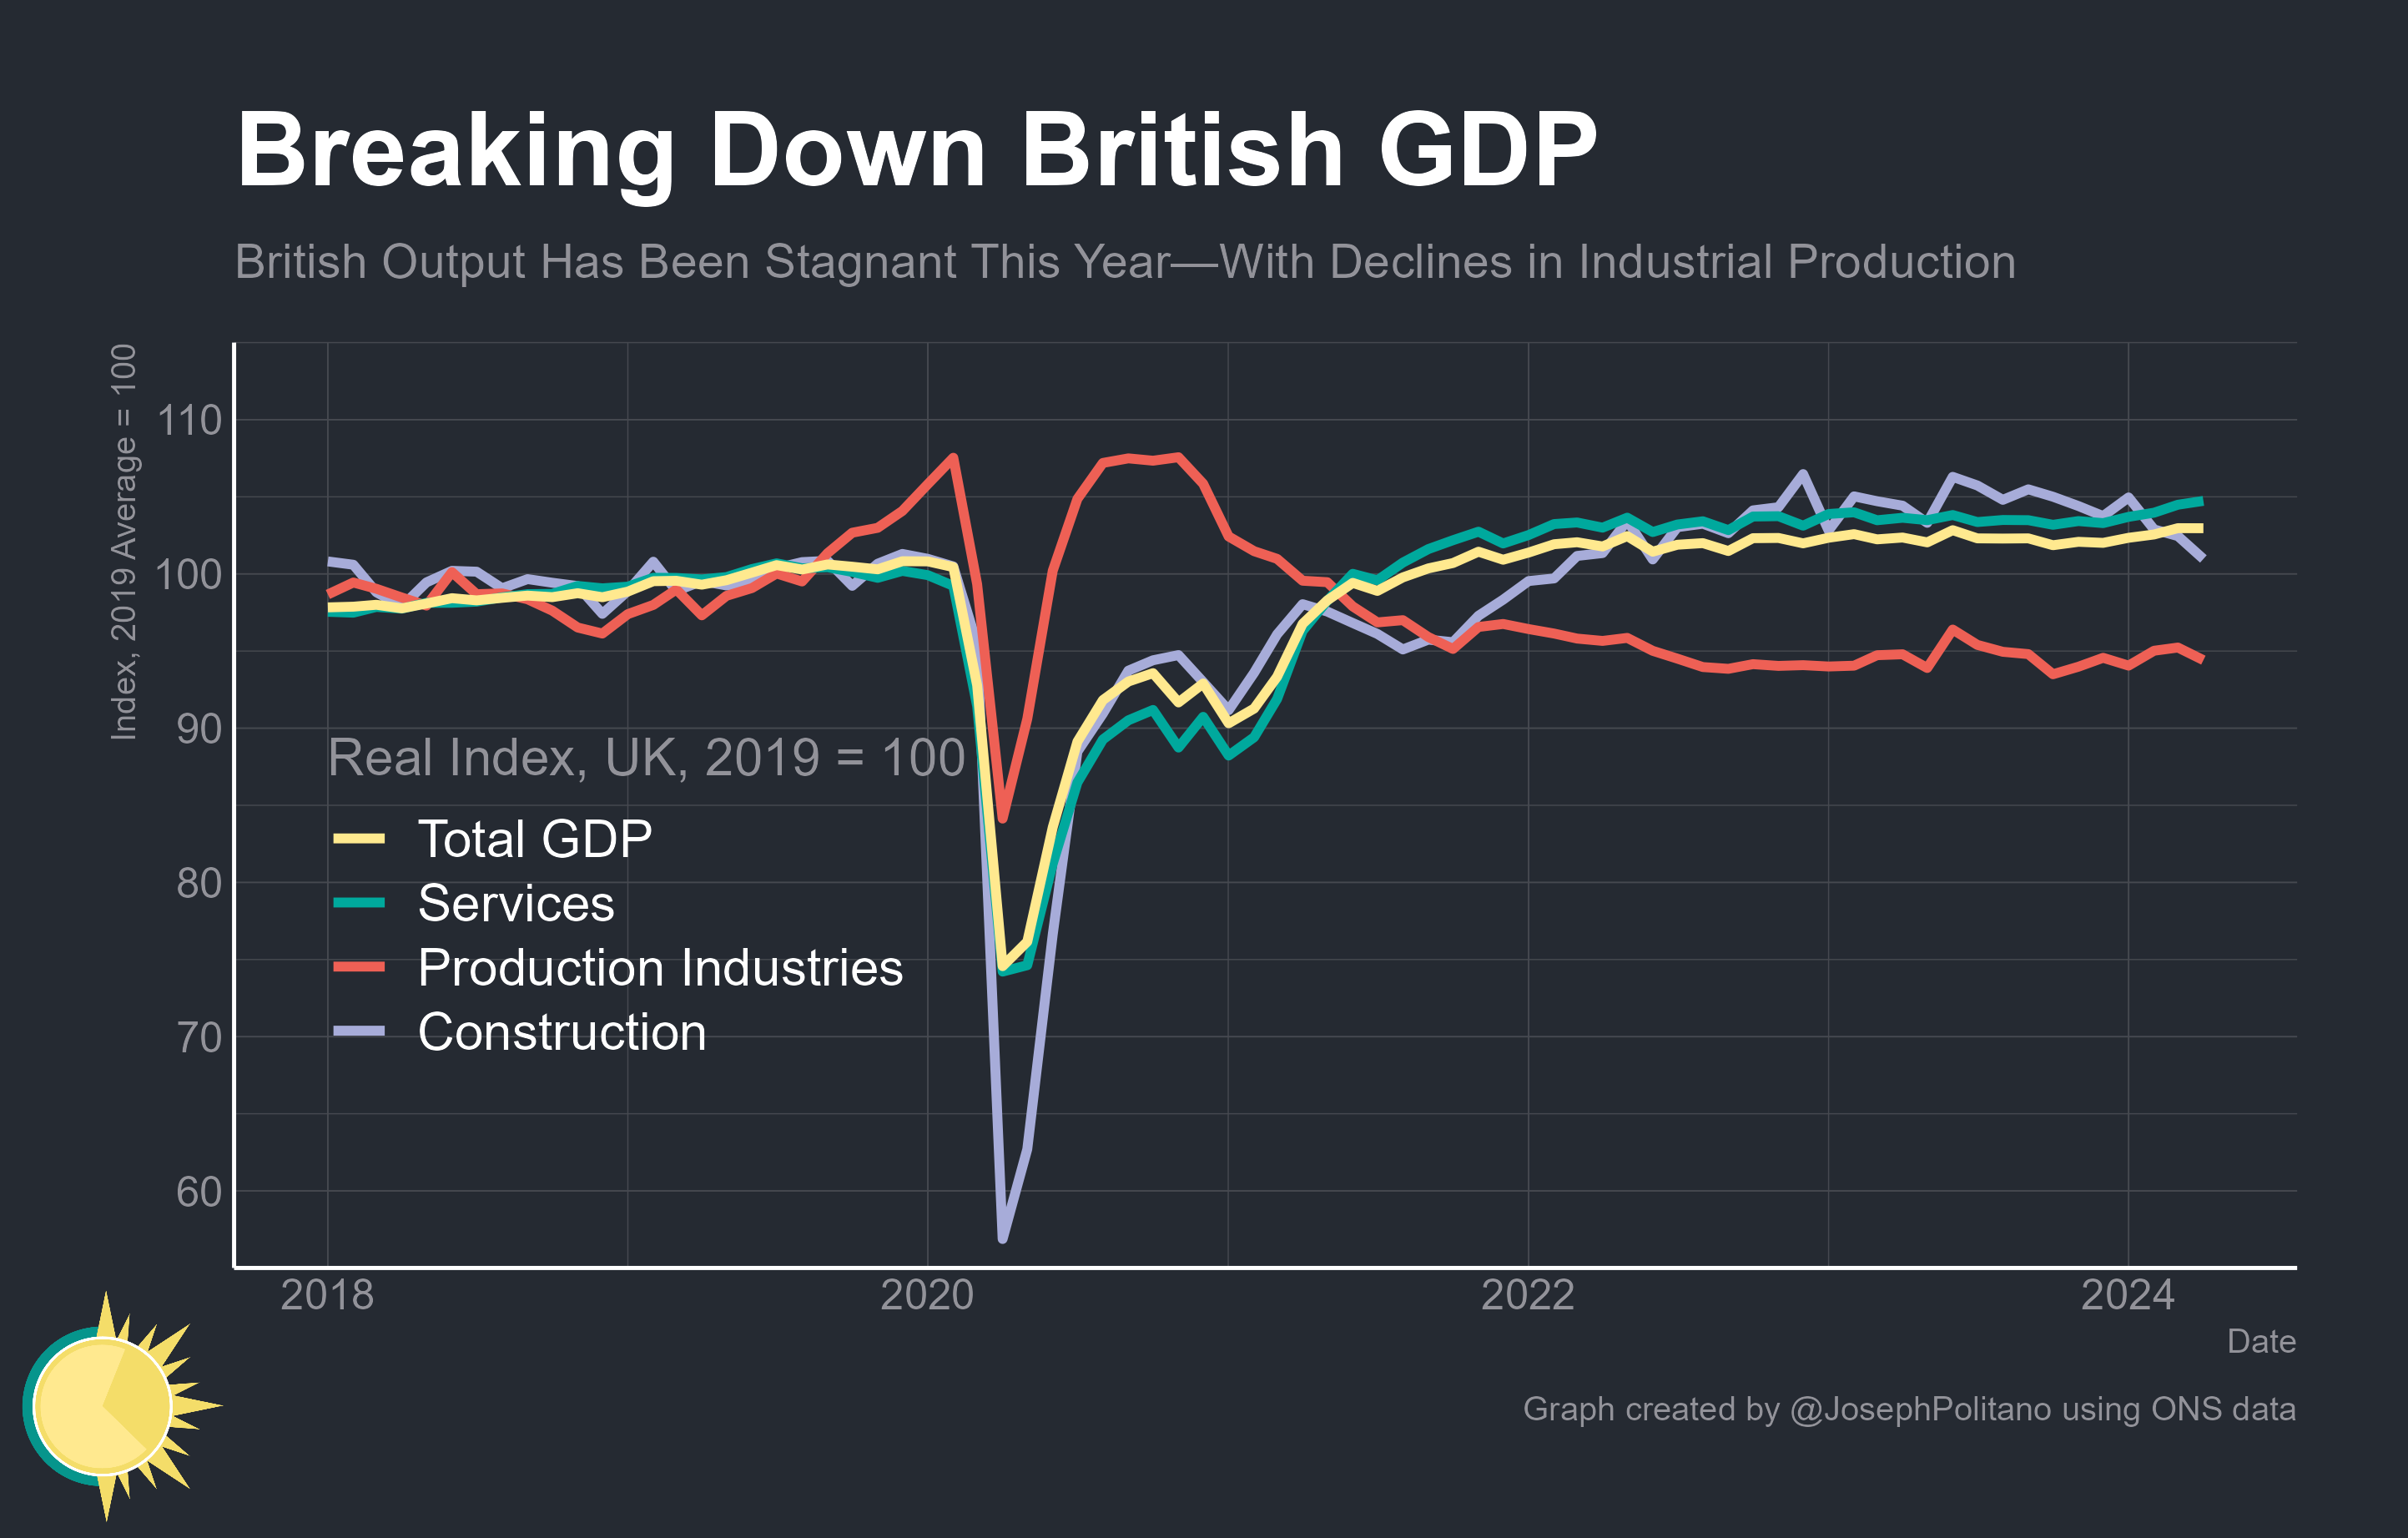 Breaking Down British GDP
British Output Has Been Stagnant This Year—With Declines in Industrial Production
Index, 2019 Average = 100
110
100
90
80
70
60
Real Index, UK, 2019 = 100
Total GDP
Services
Production Industries
Construction
2018
2020
2022
2024
Date
Graph created by @JosephPolitano using ONS data